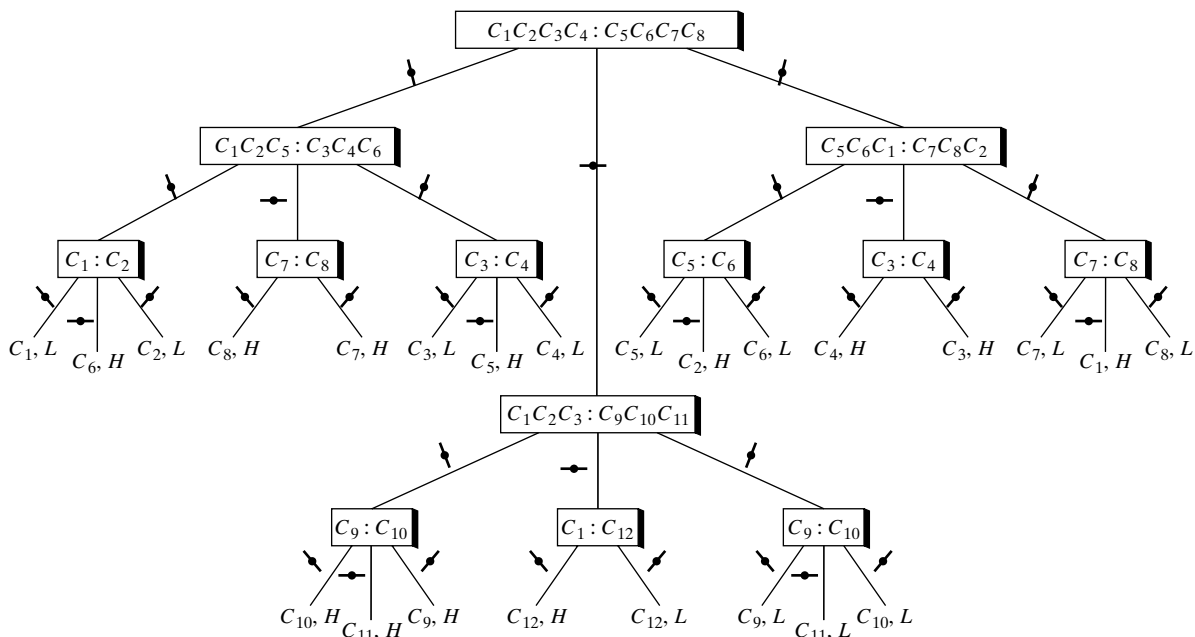 C₁C₂C₃C₄ : C₅C₆C₇C₈
C₁C₂C₅ : C₃C₄C₆
C₅C₆C₁ : C₇C₈C₂
C₁ : C₂
C₇ : C₈
C₃ : C₄
C₅ : C₆
C₃ : C₄
C₇ : C₈
C₁, L
C₆, H
C₂, L
C₈, H
C₇, H
C₃, L
C₅, H
C₄, L
C₅, L
C₂, H
C₆, L
C₄, H
C₃, H
C₇, L
C₁, H
C₈, L
C₁C₂C₃ : C₉C₁₀C₁₁
C₉ : C₁₀
C₁ : C₁₂
C₉ : C₁₀
C₁₀, H
C₁₁, H
C₉, H
C₁₂, H
C₁₂, L
C₉, L
C₁₁, L
C₁₀, L